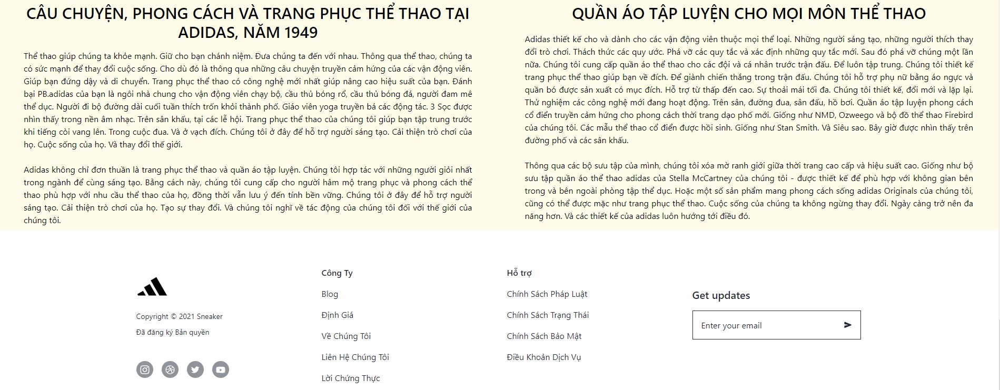 CÂU CHUYỆN, PHONG CÁCH VÀ TRANG PHỤC THỂ THAO TẠI
ADIDAS, NĂM 1949
Thể thao giúp chúng ta khỏe mạnh. Giữ cho bạn chánh niệm. Đưa chúng ta đến với nhau. Thông qua thể thao, chúng ta
có sức mạnh để thay đổi cuộc sống. Cho dù đó là thông qua những câu chuyện truyền cảm hứng của các vận động viên.
Giúp bạn đứng dậy và di chuyển. Trang phục thể thao có công nghệ mới nhất giúp nâng cao hiệu suất của bạn. Đánh
bại PB.adidas của bạn là ngôi nhà chung cho vận động viên chạy bộ, cầu thủ bóng rổ, cầu thủ bóng đá, người đam mê
thể dục. Người đi bộ đường dài cuối tuần thích trốn khỏi thành phố. Giáo viên yoga truyền bá các động tác. 3 Sọc được
nhìn thấy trong nền âm nhạc. Trên sân khấu, tại các lễ hội. Trang phục thể thao của chúng tôi giúp bạn tập trung trước
khi tiếng còi vang lên. Trong cuộc đua. Và ở vạch đích. Chúng tôi ở đây để hỗ trợ người sáng tạo. Cải thiện trò chơi của
họ. Cuộc sống của họ. Và thay đổi thế giới.
Adidas không chỉ đơn thuần là trang phục thể thao và quần áo tập luyện. Chúng tôi hợp tác với những người giỏi nhất
trong ngành để cùng sáng tạo. Bằng cách này, chúng tôi cung cấp cho người hâm mộ trang phục và phong cách thể
thao phù hợp với nhu cầu thể thao của họ, đồng thời vẫn lưu ý đến tính bền vững. Chúng tôi ở đây để hỗ trợ người
sáng tạo. Cải thiện trò chơi của họ. Tạo sự thay đổi. Và chúng tôi nghĩ về tác động của chúng tôi đối với thế giới của
chúng tôi.
QUẦN ÁO TẬP LUYỆN CHO MỌI MÔN THỂ THAO
Adidas thiết kế cho và dành cho các vận động viên thuộc mọi thể loại. Những người sáng tạo, những người thích thay
đổi trò chơi. Thách thức các quy ước. Phá vỡ các quy tắc và xác định những quy tắc mới. Sau đó phá vỡ chúng một lần
nữa. Chúng tôi cung cấp quần áo thể thao cho các đội và cá nhân trước trận đấu. Để luôn tập trung. Chúng tôi thiết kế
trang phục thể thao giúp bạn về đích. Để giành chiến thắng trong trận đấu. Chúng tôi hỗ trợ phụ nữ bằng áo ngực và
quần bó được sản xuất có mục đích. Hỗ trợ từ thấp đến cao. Sự thoải mái tối đa. Chúng tôi thiết kế, đổi mới và lặp lại.
Thử nghiệm các công nghệ mới đang hoạt động. Trên sân, đường đua, sân đấu, hồ bơi. Quần áo tập luyện phong cách
cổ điển truyền cảm hứng cho phong cách thời trang dạo phố mới. Giống như NMD, Ozweego và bộ đồ thể thao Firebird
của chúng tôi. Các mẫu thể thao cổ điển được hồi sinh. Giống như Stan Smith. Và Siêu sao. Bây giờ được nhìn thấy trên
đường phố và các sân khấu.
Thông qua các bộ sưu tập của mình, chúng tôi xóa mờ ranh giới giữa thời trang cao cấp và hiệu suất cao. Giống như bộ
sưu tập quần áo thể thao adidas của Stella McCartney của chúng tôi - được thiết kế để phù hợp với không gian bên
trong và bên ngoài phòng tập thể dục. Hoặc một số sản phẩm mang phong cách sống adidas Originals của chúng tôi,
cũng có thể được mặc như trang phục thể thao. Cuộc sống của chúng ta không ngừng thay đổi. Ngày càng trở nên đa
năng hơn. Và các thiết kế của adidas luôn hướng tới điều đó.
Copyright © 2021 Sneaker
Đã đăng ký Bản quyền
Công Ty
Blog
Định Giá
Về Chúng Tôi
Liên Hệ Chúng Tôi
Lời Chứng Thực
Hỗ trợ
Chính Sách Pháp Luật
Chính Sách Trạng Thái
Chính Sách Bảo Mật
Điều Khoản Dịch Vụ
Get updates
Enter your email